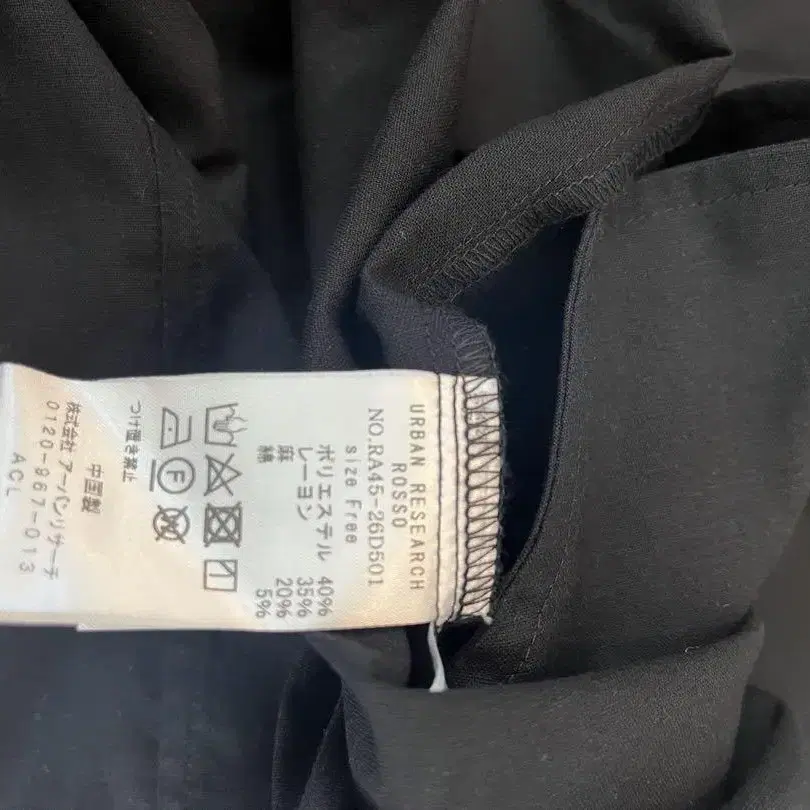 URBAN RESEARCH
ROSSO
NO.RA45-26D501
size Free
ポリエステル 40%
レーヨン 35%
麻 20%
綿 5%
F
W
つけ置き禁止
中国製
株式会社 アーバンリサーチ
0120-967-013
ACL